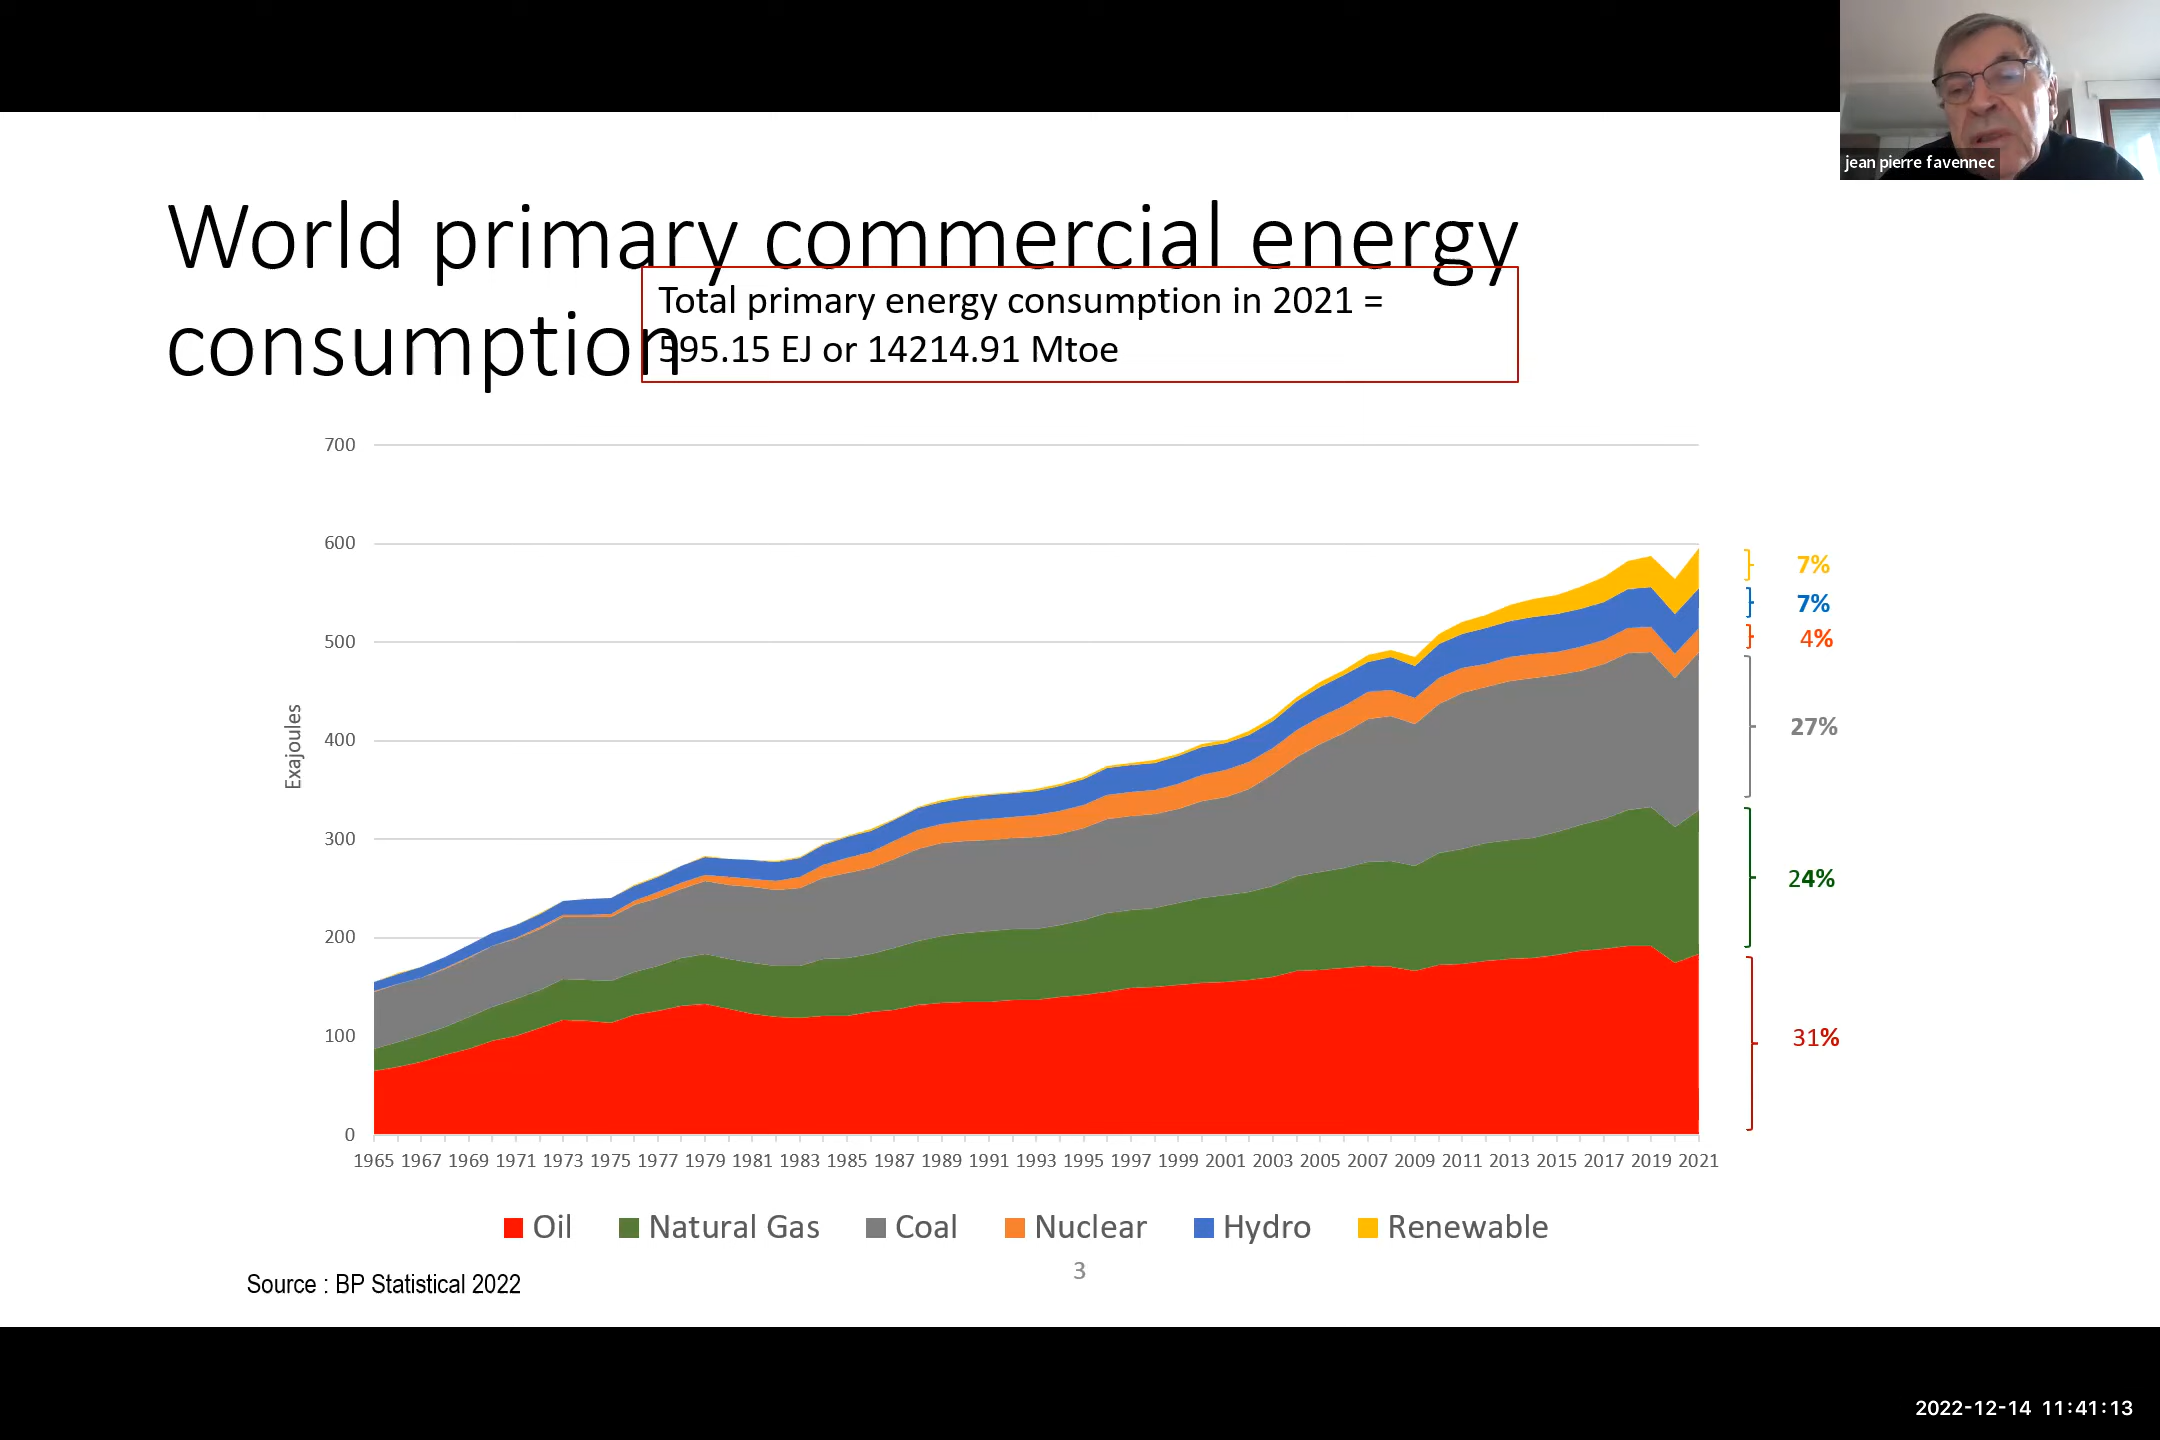 jean pierre favennec
World primary commercial energy
consumption
Total primary energy consumption in 2021 =
595.15 EJ or 14214.91 Mtoe
700
600
500
400
300
200
100
0
Exajoules
7%
7%
4%
27%
24%
31%
1965 1967 1969 1971 1973 1975 1977 1979 1981 1983 1985 1987 1989 1991 1993 1995 1997 1999 2001 2003 2005 2007 2009 2011 2013 2015 2017 2019 2021
Oil Natural Gas Coal Nuclear Hydro Renewable
3
Source : BP Statistical 2022
2022-12-14 11:41:13